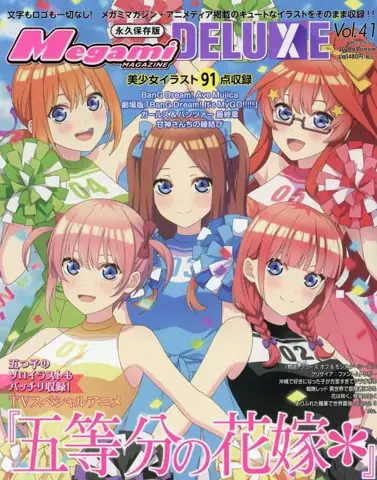 文字もロゴも一切なし! メガミマガジン・アニメディア掲載のキュートなイラストをそのまま収録!!
永久保存版
Megami
MAGAZINE
DELUXE
Vol.41
美少女イラスト91点収録
BanG Dream! Ave Mujica
劇場版「BanG Dream! It's MyGO!!!!!」
ガールズ&パンツァー 最終章
甘神さんちの縁結び
04
05
03
01
02
五つ子の
ソロイラストも
バッチリ収録!
TVスペシャルアニメ
『五等分の花嫁*』